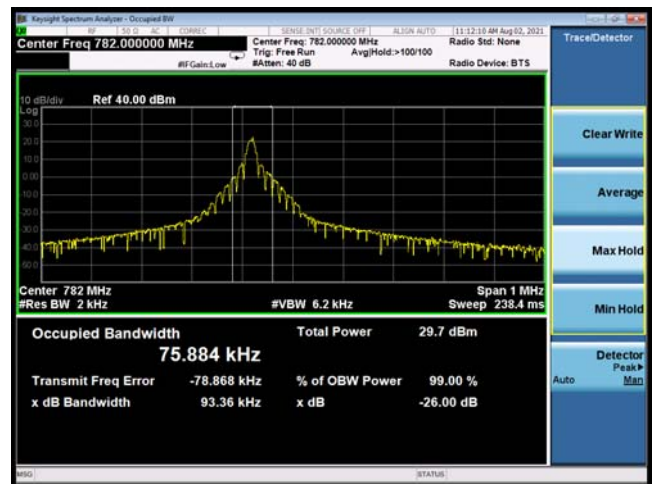 Keysight Spectrum Analyzer - Occupied BW
RF 50 Ω AC CORREC SENSE:INT SOURCE OFF ALIGN AUTO 11:12:10 AM Aug 02, 2021
Center Freq 782.000000 MHz
Center Freq: 782.000000 MHz Radio Std: None
Trig: Free Run Avg|Hold:>100/100
#IFGain:Low #Atten: 40 dB Radio Device: BTS
Trace/Detector
10 dB/div Ref 40.00 dBm
Log
30.0
20.0
10.0
0.00
10.0
20.0
30.0
40.0
50.0
Center 782 MHz Span 1 MHz
#Res BW 2 kHz #VBW 6.2 kHz Sweep 238.4 ms
Occupied Bandwidth Total Power 29.7 dBm
75.884 kHz
Transmit Freq Error -78.868 kHz % of OBW Power 99.00 %
x dB Bandwidth 93.36 kHz x dB -26.00 dB
Clear Write
Average
Max Hold
Min Hold
Detector
Peak▶
Auto Man
MSG STATUS